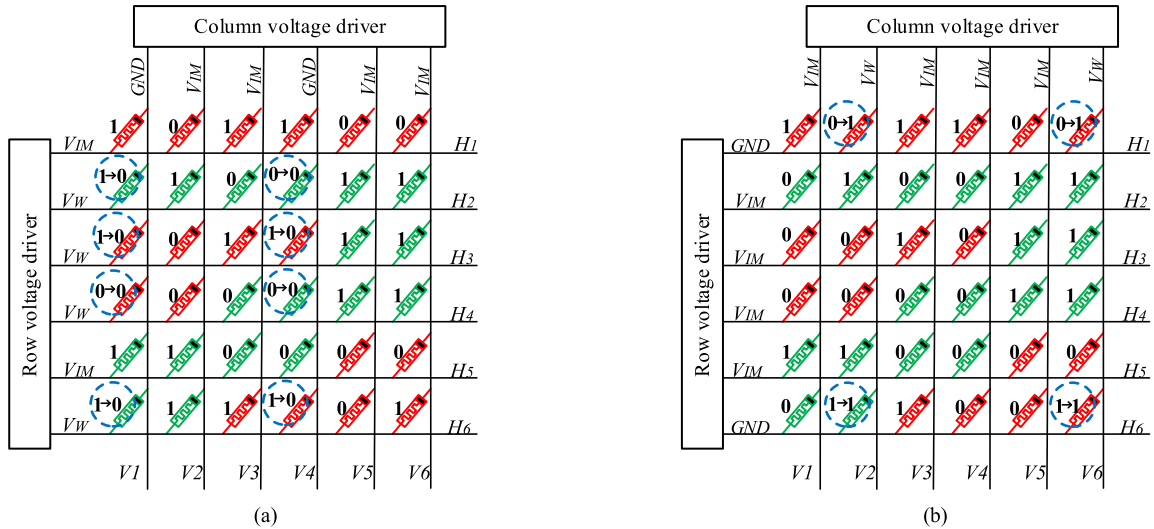 Column voltage driver
GND VIM VIM GND VIM VIM
Row voltage driver
VIM 1 0 1 1 0 0 H1
VW 1→0 1 0 0→0 1 1 H2
VW 1→0 0 1 1→0 1 1 H3
VW 0→0 0 0 0→0 1 1 H4
VIM 1 1 0 0 0 0 H5
VW 1→0 1 1 1→0 0 1 H6
V1 V2 V3 V4 V5 V6
(a)
Column voltage driver
VIM VW VIM VIM VIM VW
Row voltage driver
GND 1 0→1 1 1 0 0→1 H1
VIM 0 1 0 0 1 1 H2
VIM 0 0 1 0 1 1 H3
VIM 0 0 0 0 1 1 H4
VIM 1 1 0 0 0 0 H5
GND 0 1→1 1 0 0 1→1 H6
V1 V2 V3 V4 V5 V6
(b)